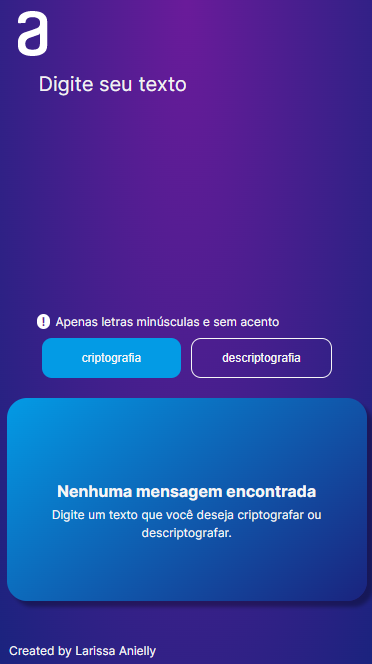 a
Digite seu texto
! Apenas letras minúsculas e sem acento
criptografia
descriptografia
Nenhuma mensagem encontrada
Digite um texto que você deseja criptografar ou
descriptografar.
Created by Larissa Anielly